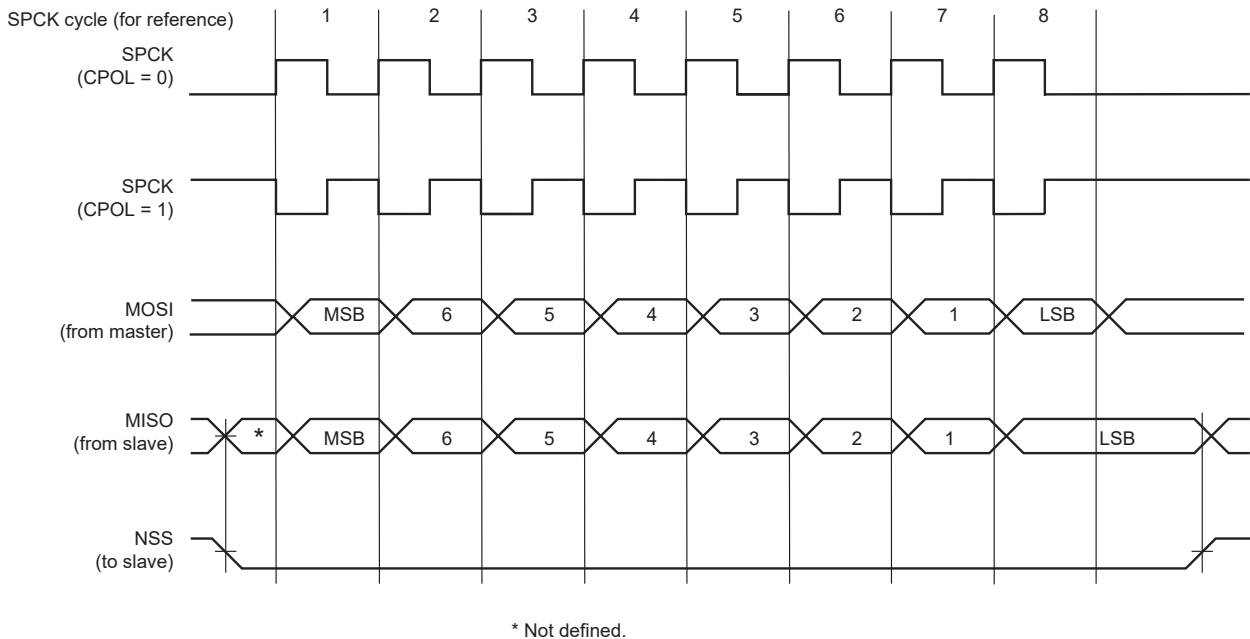 SPCK cycle (for reference) 1 2 3 4 5 6 7 8
SPCK
(CPOL = 0)
SPCK
(CPOL = 1)
MOSI
(from master)
MSB 6 5 4 3 2 1 LSB
MISO
(from slave)
* MSB 6 5 4 3 2 1 LSB
NSS
(to slave)
* Not defined.